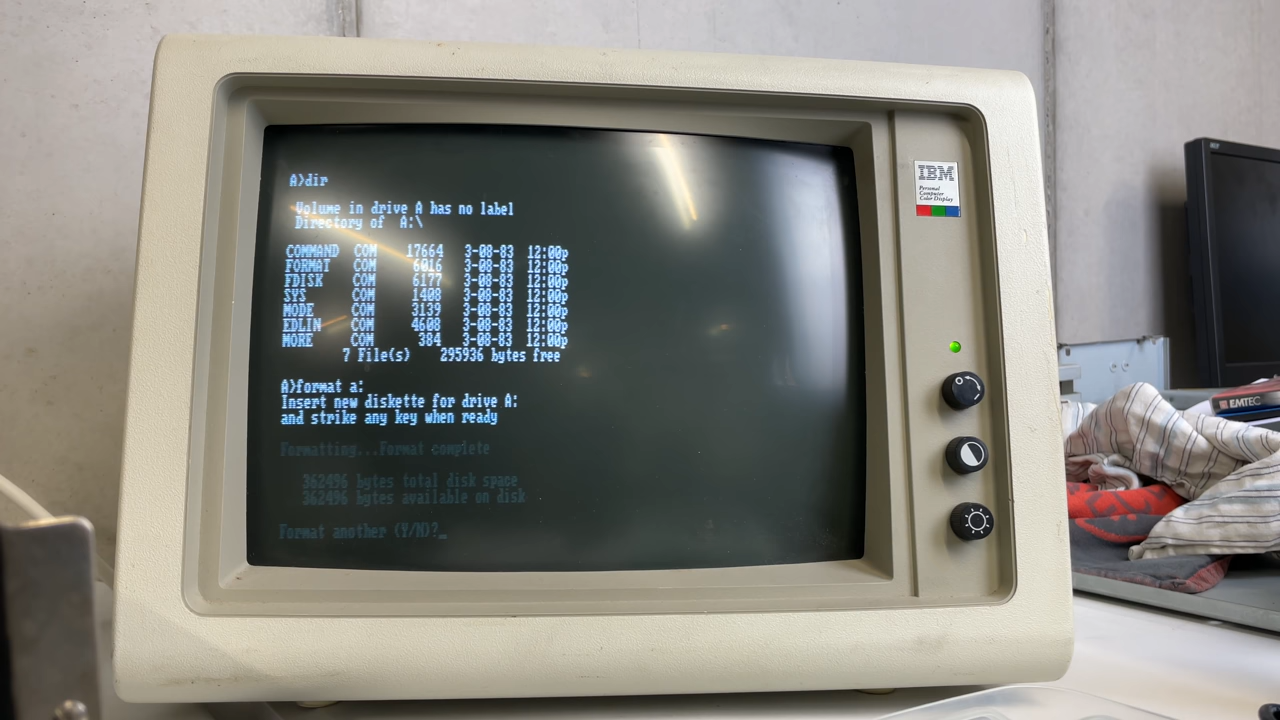 A>dir
Volume in drive A has no label
Directory of A:\
COMMAND COM 17664 3-08-83 12:00p
FORMAT COM 6016 3-08-83 12:00p
FDISK COM 6177 3-08-83 12:00p
SYS COM 1408 3-08-83 12:00p
MODE COM 3139 3-08-83 12:00p
EDLIN COM 4608 3-08-83 12:00p
MORE COM 384 3-08-83 12:00p
7 File(s) 295936 bytes free
A>format a:
Insert new diskette for drive A:
and strike any key when ready
Formatting...Format complete
362496 bytes total disk space
362496 bytes available on disk
Format another (Y/N)?_
IBM
Personal
Computer
Color Display
acer
EMTEC